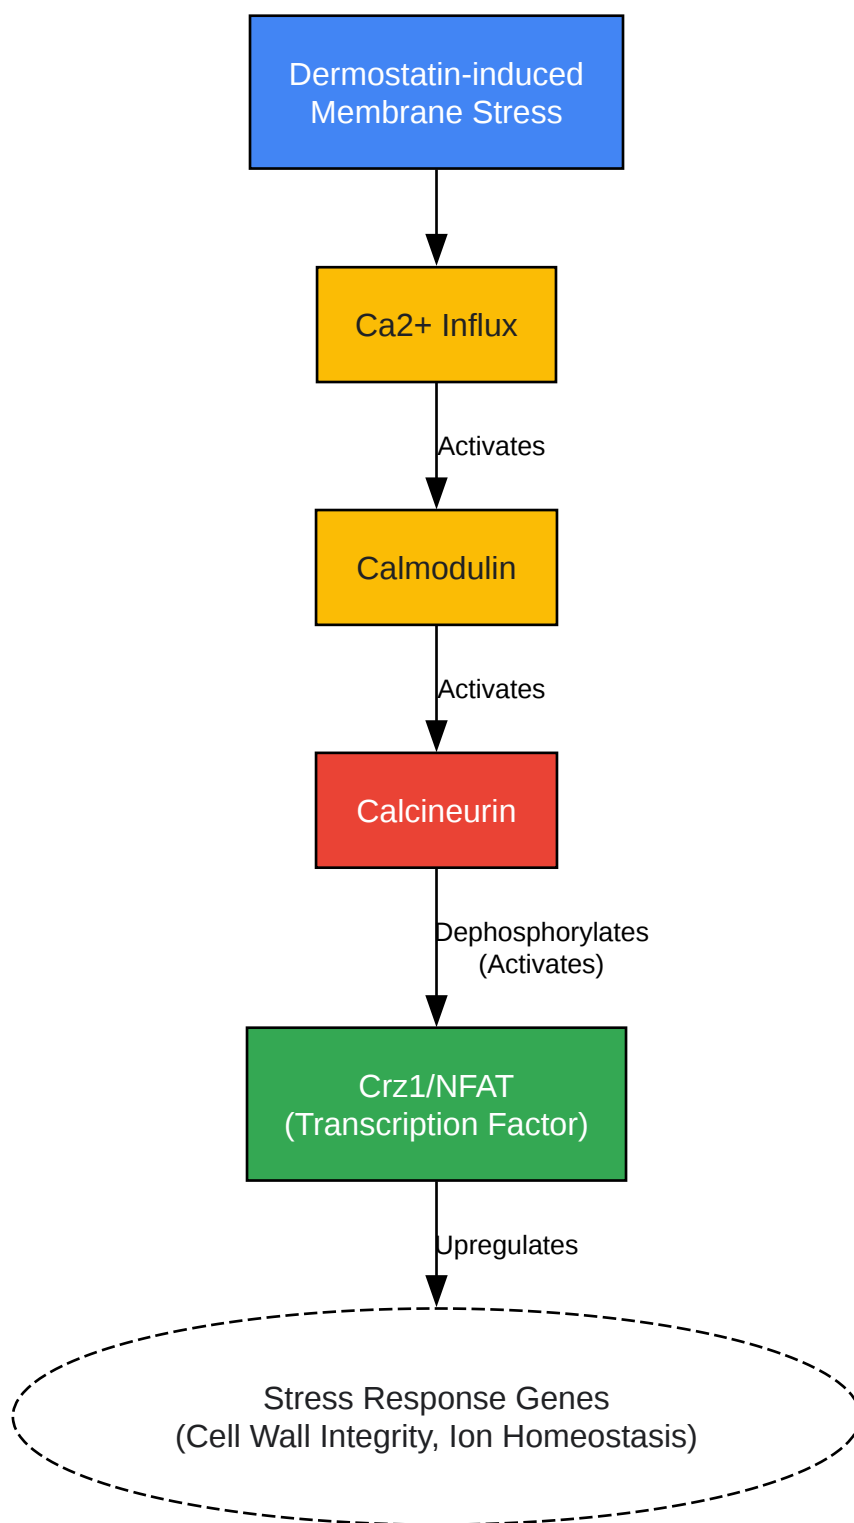 Dermostatin-induced
Membrane Stress
Ca2+ Influx
Activates
Calmodulin
Activates
Calcineurin
Dephosphorylates
(Activates)
Crz1/NFAT
(Transcription Factor)
Upregulates
Stress Response Genes
(Cell Wall Integrity, Ion Homeostasis)